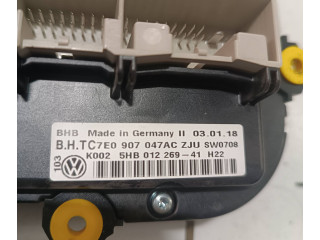 BHB Made in Germany II 03.01.18
B.H.TC7E0 907 047AC ZJU SW0708
K002 5HB 012 269-41 H22
103